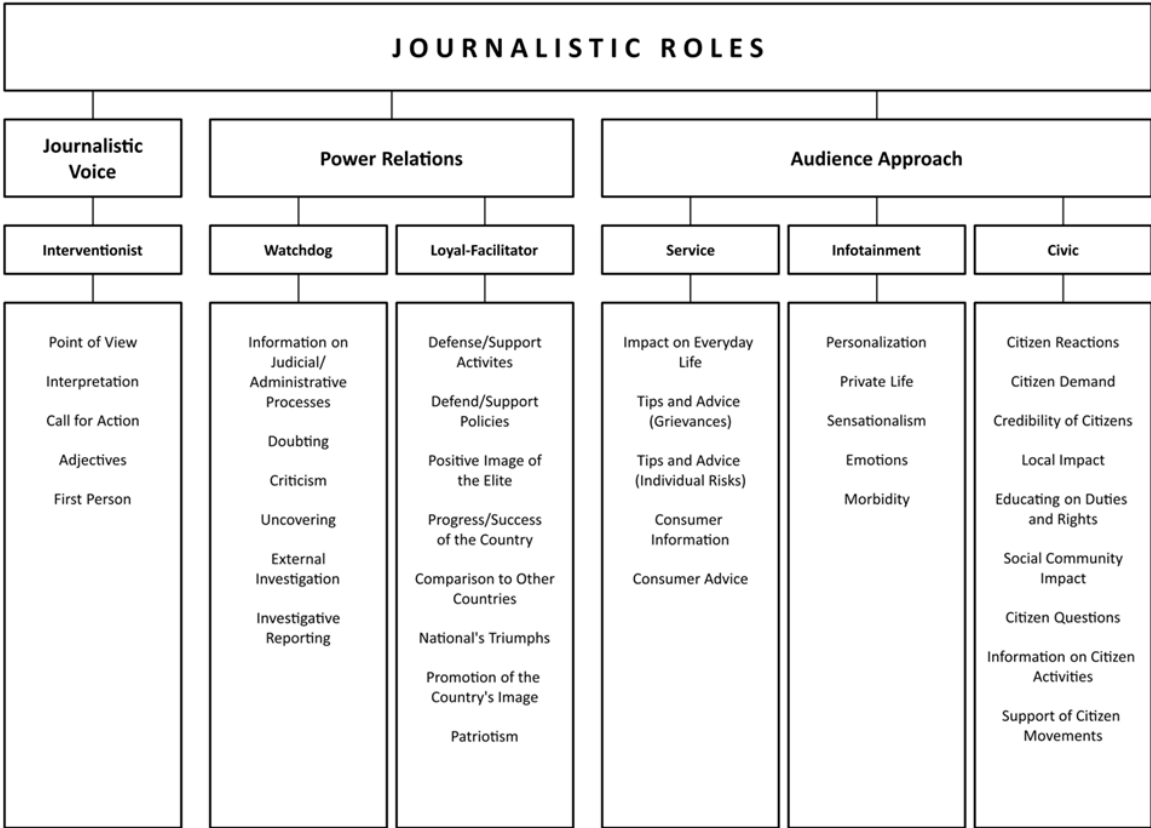 JOURNALISTIC ROLES
Journalistic
Voice
Power Relations
Audience Approach
Interventionist
Watchdog
Loyal-Facilitator
Service
Infotainment
Civic
Point of View
Interpretation
Call for Action
Adjectives
First Person
Information on
Judicial/
Administrative
Processes
Doubting
Criticism
Uncovering
External
Investigation
Investigative
Reporting
Defense/Support
Activites
Defend/Support
Policies
Positive Image of
the Elite
Progress/Success
of the Country
Comparison to Other
Countries
National's Triumphs
Promotion of the
Country's Image
Patriotism
Impact on Everyday
Life
Tips and Advice
(Grievances)
Tips and Advice
(Individual Risks)
Consumer
Information
Consumer Advice
Personalization
Private Life
Sensationalism
Emotions
Morbidity
Citizen Reactions
Citizen Demand
Credibility of Citizens
Local Impact
Educating on Duties
and Rights
Social Community
Impact
Citizen Questions
Information on Citizen
Activities
Support of Citizen
Movements